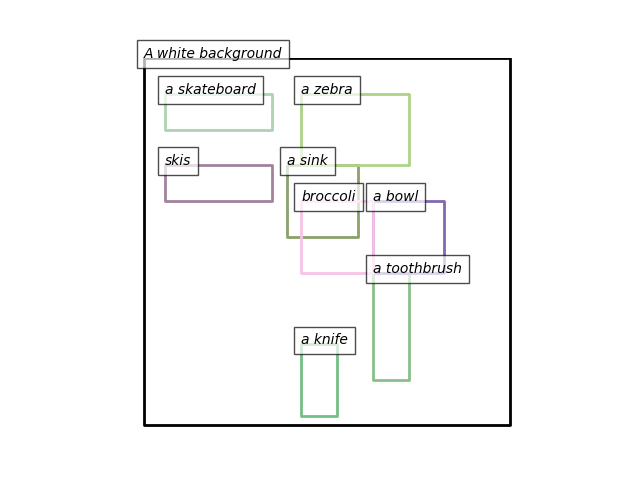 A white background
a skateboard
a zebra
skis
a sink
broccoli
a bowl
a toothbrush
a knife